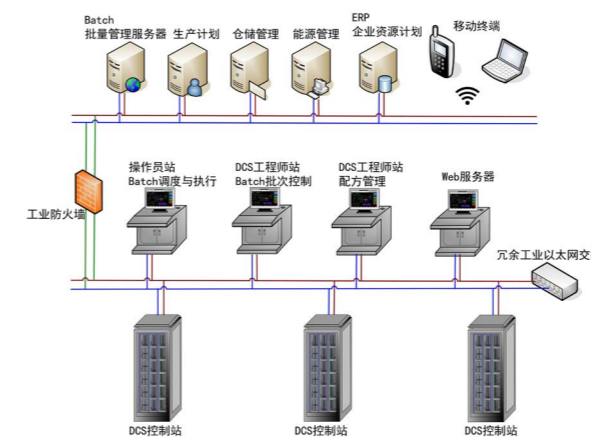 Batch
批量管理服务器
生产计划
仓储管理
能源管理
ERP
企业资源计划
移动终端
工业防火墙
操作员站
Batch调度与执行
DCS工程师站
Batch批次控制
DCS工程师站
配方管理
Web服务器
冗余工业以太网交
DCS控制站
DCS控制站
DCS控制站